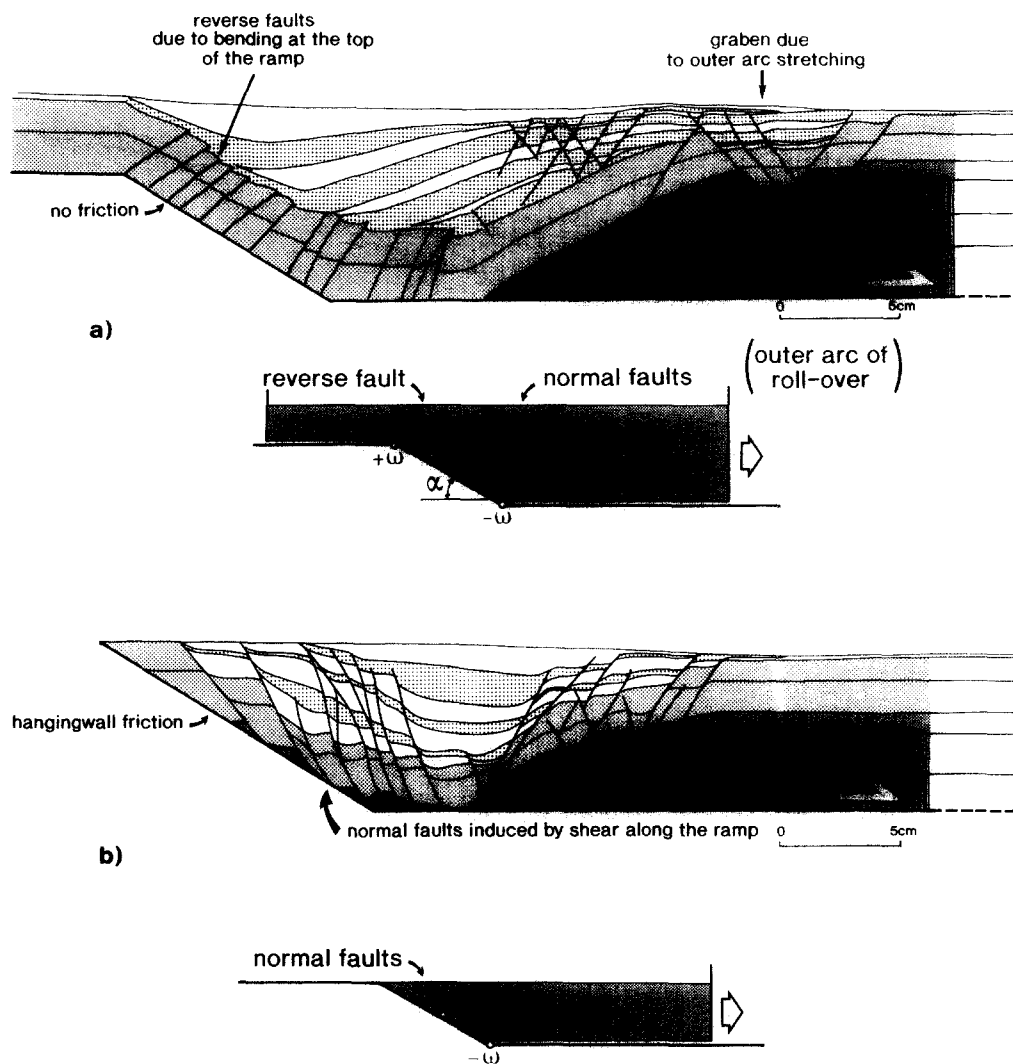 reverse faults
due to bending at the top
of the ramp
graben due
to outer arc stretching
no friction
0 5cm
a)
(outer arc of
roll-over)
reverse fault normal faults
+ω
α
-ω
hangingwall friction
normal faults induced by shear along the ramp
0 5cm
b)
normal faults
-ω